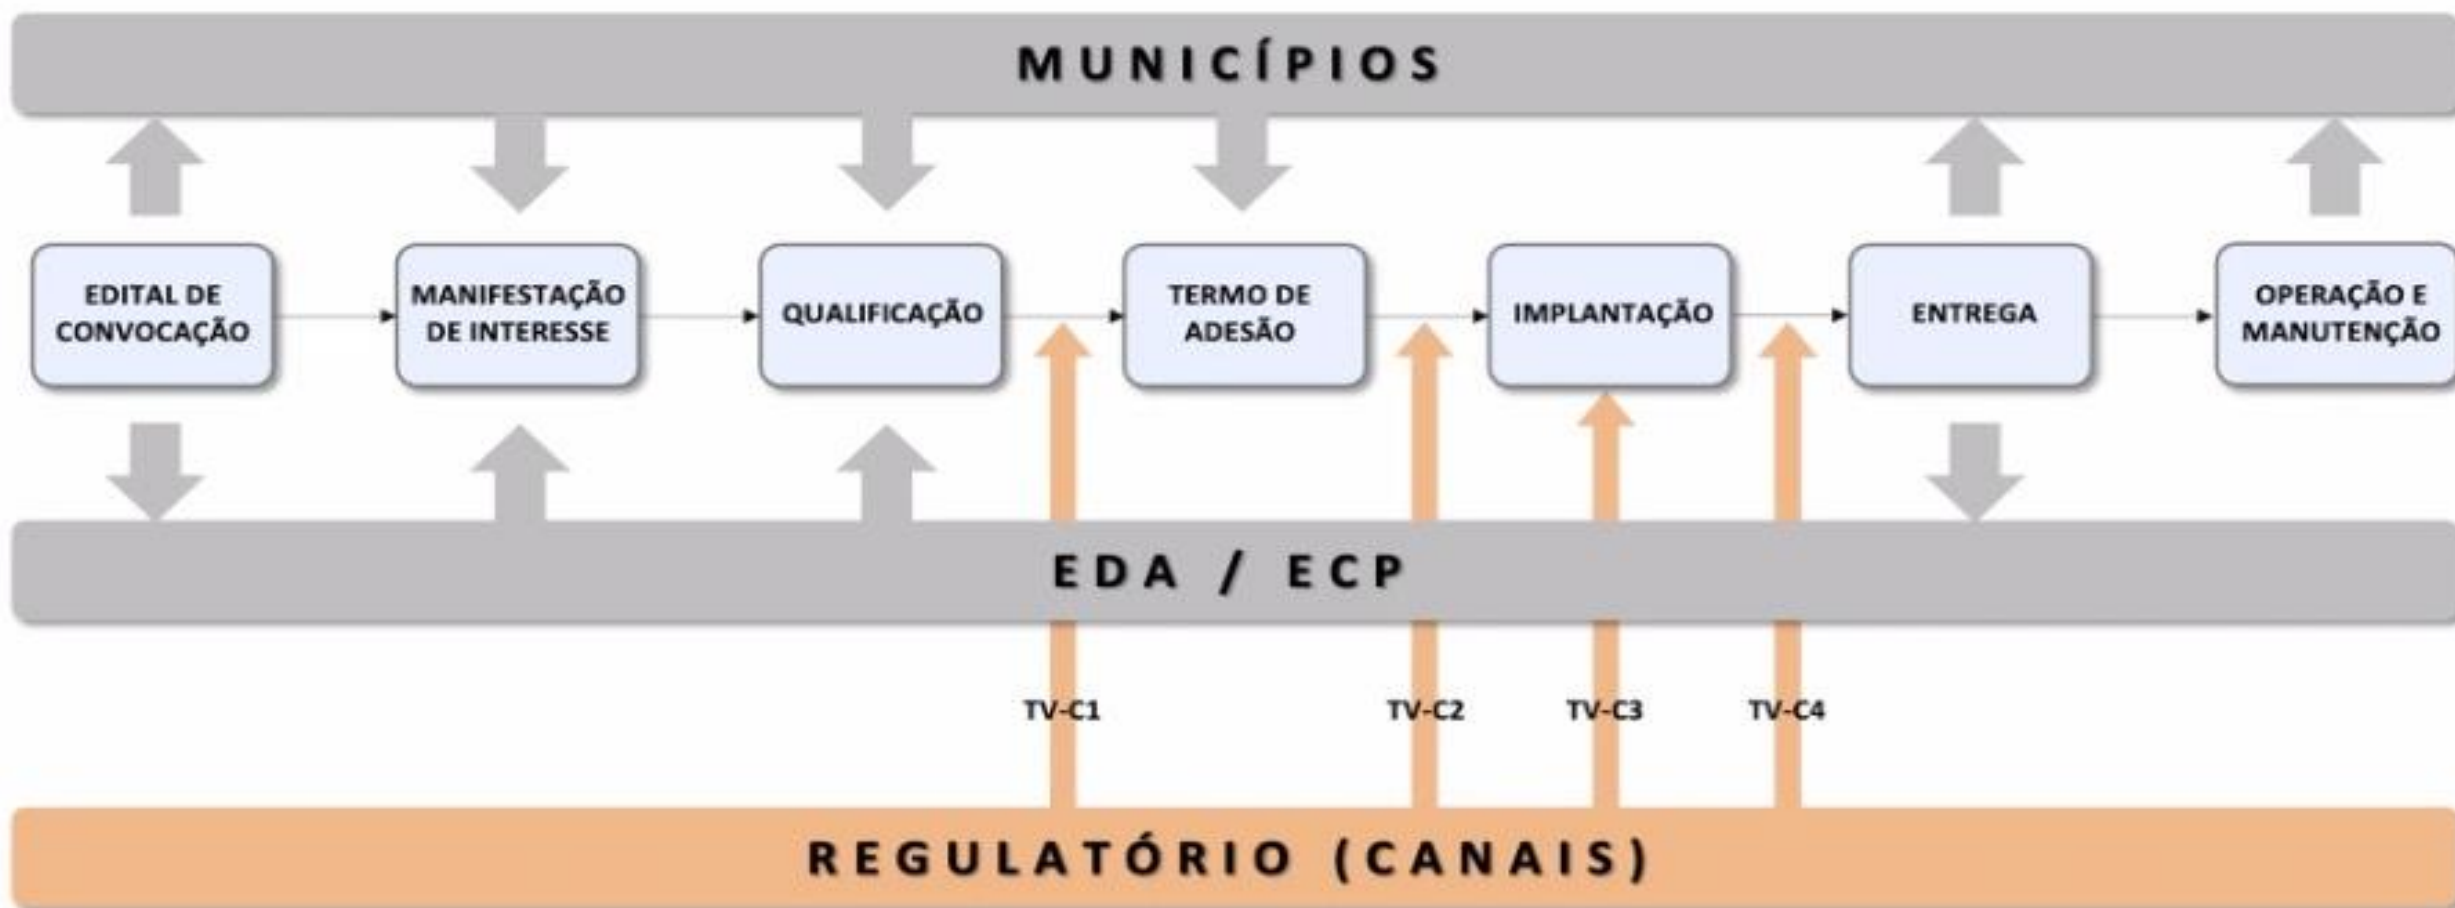 MUNICÍPIOS
EDITAL DE
CONVOCAÇÃO
MANIFESTAÇÃO
DE INTERESSE
QUALIFICAÇÃO
TERMO DE
ADESÃO
IMPLANTAÇÃO
ENTREGA
OPERAÇÃO E
MANUTENÇÃO
EDA / ECP
TV-C1
TV-C2
TV-C3
TV-C4
REGULATÓRIO (CANAIS)